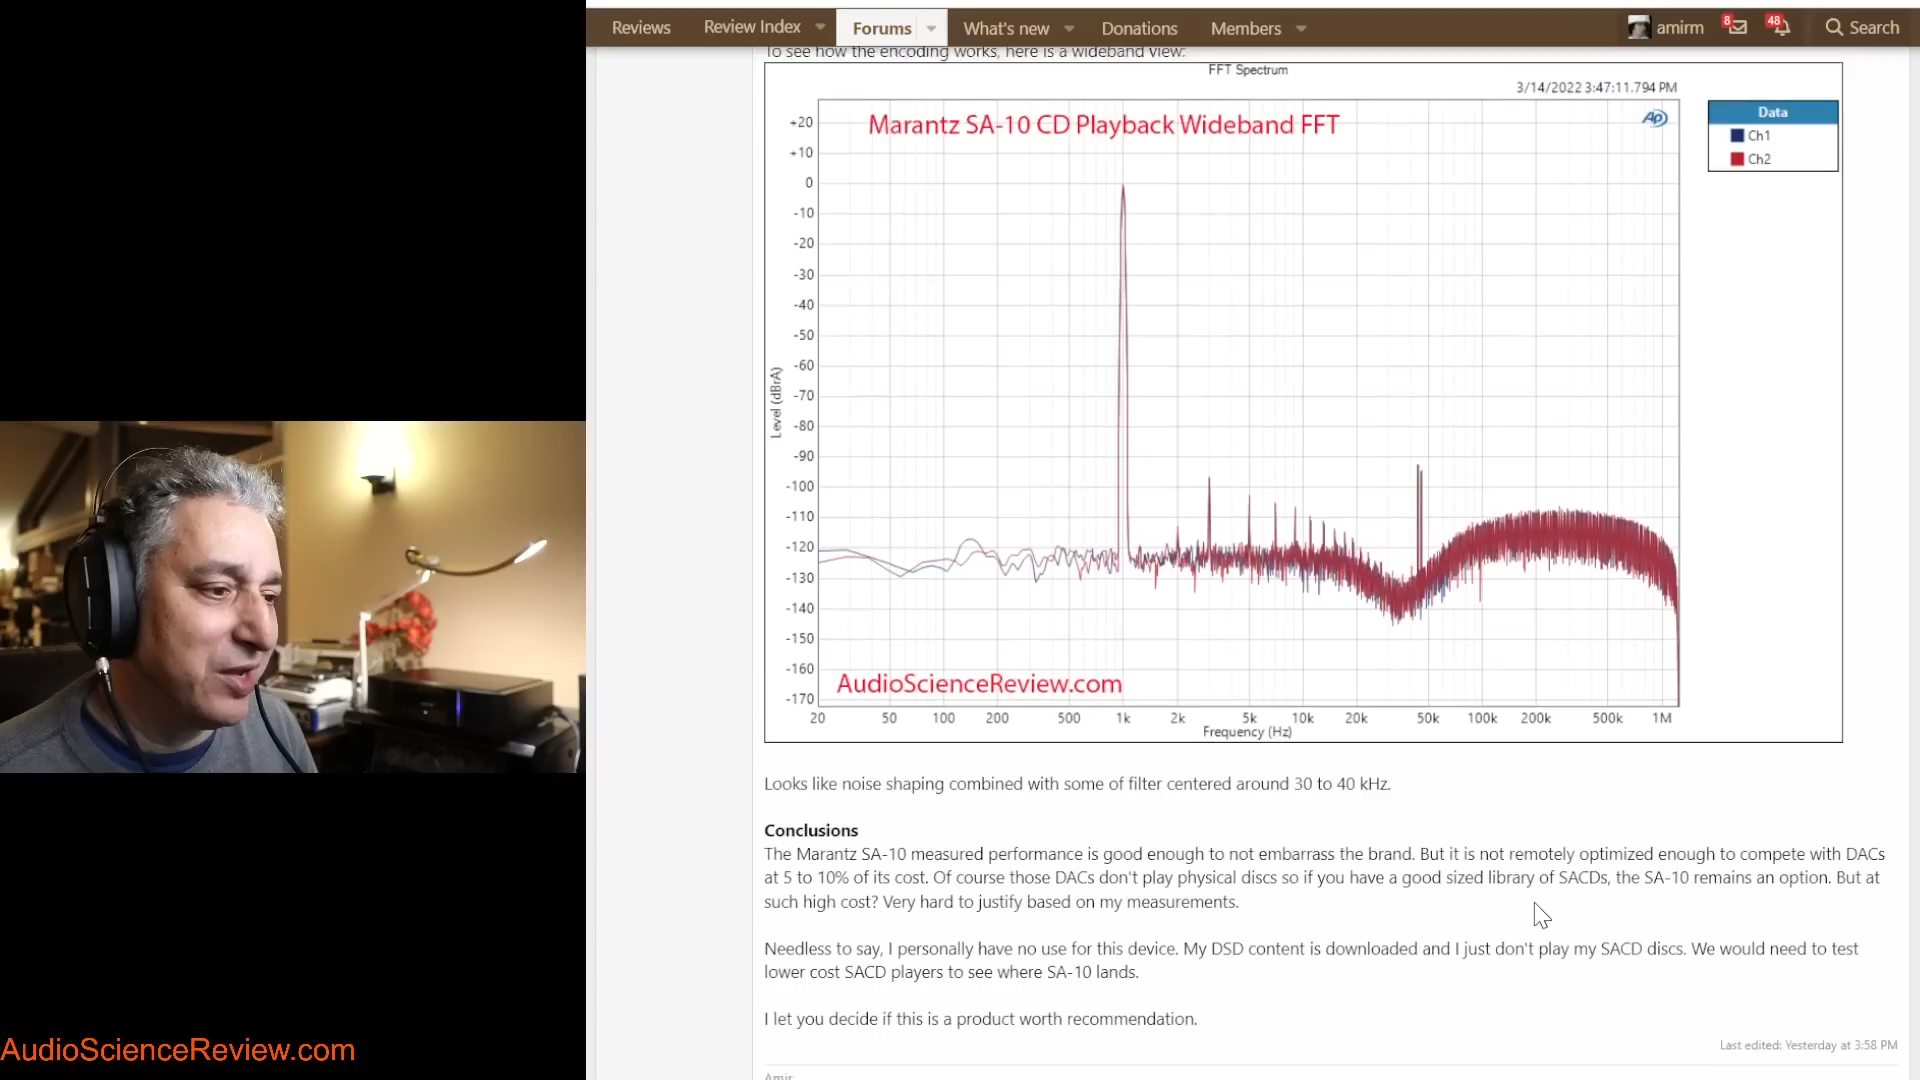 Reviews Review Index Forums What's new Donations Members amirm 8 48 Search
To see how the encoding works, here is a wideband view:
FFT Spectrum
3/14/2022 3:47:11.794 PM
Marantz SA-10 CD Playback Wideband FFT
AP
Data
Ch1
Ch2
+20
+10
0
-10
-20
-30
-40
-50
-60
-70
-80
-90
-100
-110
-120
-130
-140
-150
-160
-170
Level (dBrA)
AudioScienceReview.com
20 50 100 200 500 1k 2k 5k 10k 20k 50k 100k 200k 500k 1M
Frequency (Hz)
Looks like noise shaping combined with some of filter centered around 30 to 40 kHz.
Conclusions
The Marantz SA-10 measured performance is good enough to not embarrass the brand. But it is not remotely optimized enough to compete with DACs
at 5 to 10% of its cost. Of course those DACs don't play physical discs so if you have a good sized library of SACDs, the SA-10 remains an option. But at
such high cost? Very hard to justify based on my measurements.
Needless to say, I personally have no use for this device. My DSD content is downloaded and I just don't play my SACD discs. We would need to test
lower cost SACD players to see where SA-10 lands.
I let you decide if this is a product worth recommendation.
Last edited: Yesterday at 3:58 PM
Amir
AudioScienceReview.com